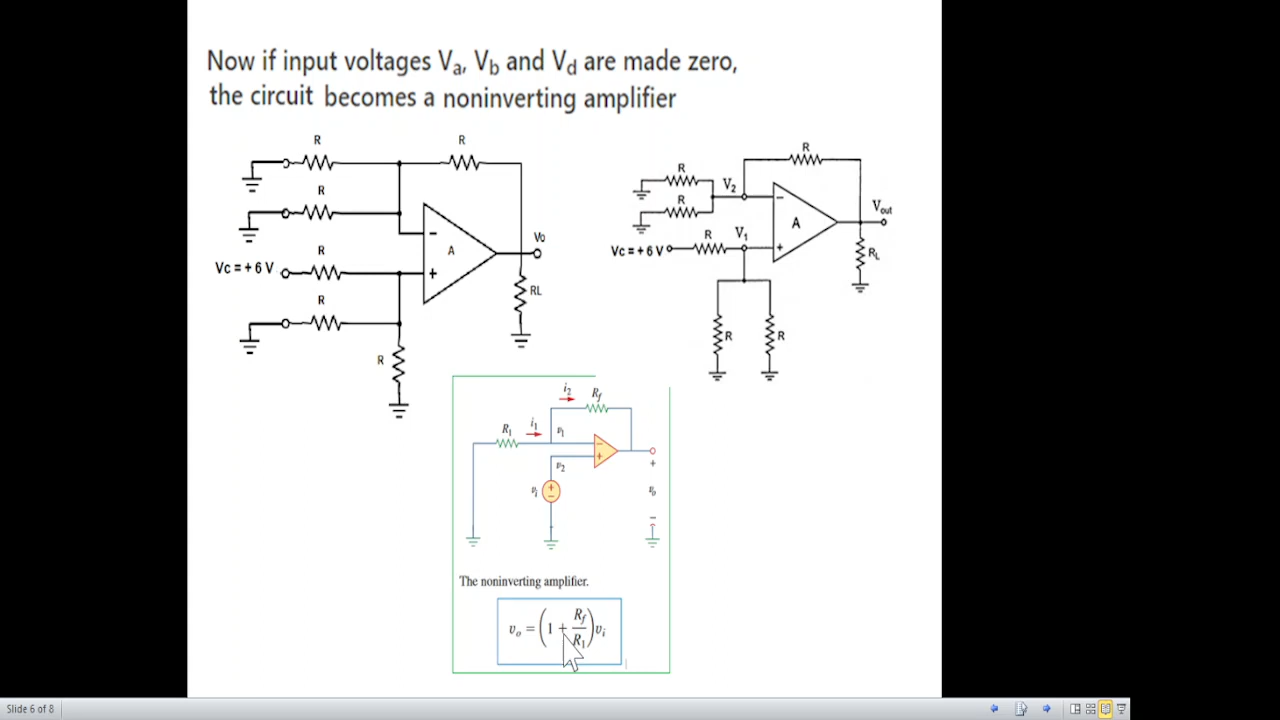 Now if input voltages Va, Vb and Vd are made zero,
the circuit becomes a noninverting amplifier
R
R
R
R
Vc = + 6 V
R
R
A
−
+
Vo
RL
R
R
R
V2
R
V1
Vc = + 6 V
−
A
+
Vout
RL
R
R
i2
Rf
R1
i1
v1
v2
−
+
vi
+
−
+
vo
−
The noninverting amplifier.
vo = (1 + Rf/R1) vi
Slide 6 of 8